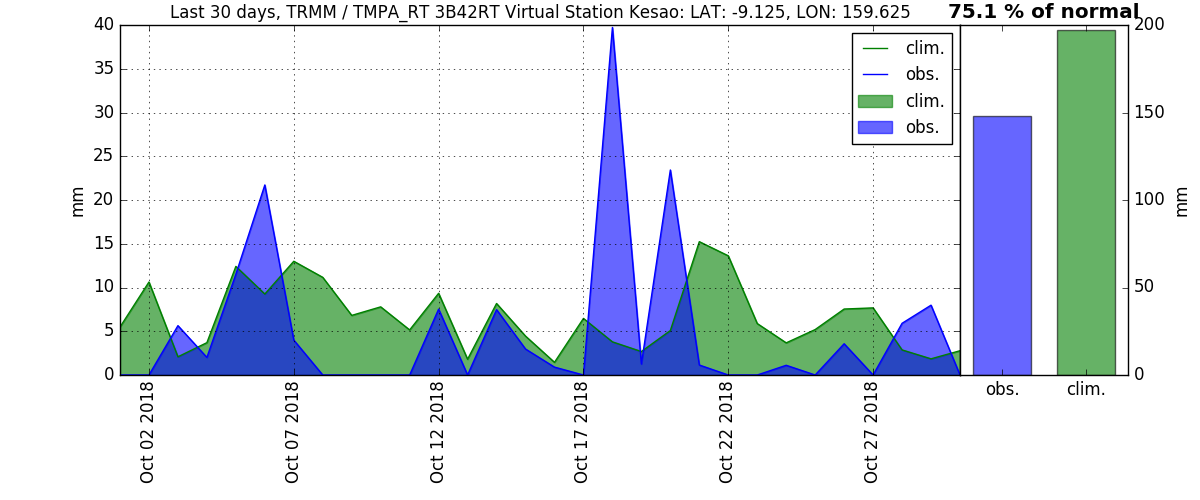 Last 30 days, TRMM / TMPA_RT 3B42RT Virtual Station Kesao: LAT: -9.125, LON: 159.625
75.1 % of normal
40
35
30
25
20
15
10
5
0
mm
clim.
obs.
clim.
obs.
Oct 02 2018
Oct 07 2018
Oct 12 2018
Oct 17 2018
Oct 22 2018
Oct 27 2018
200
150
100
50
0
mm
obs.
clim.